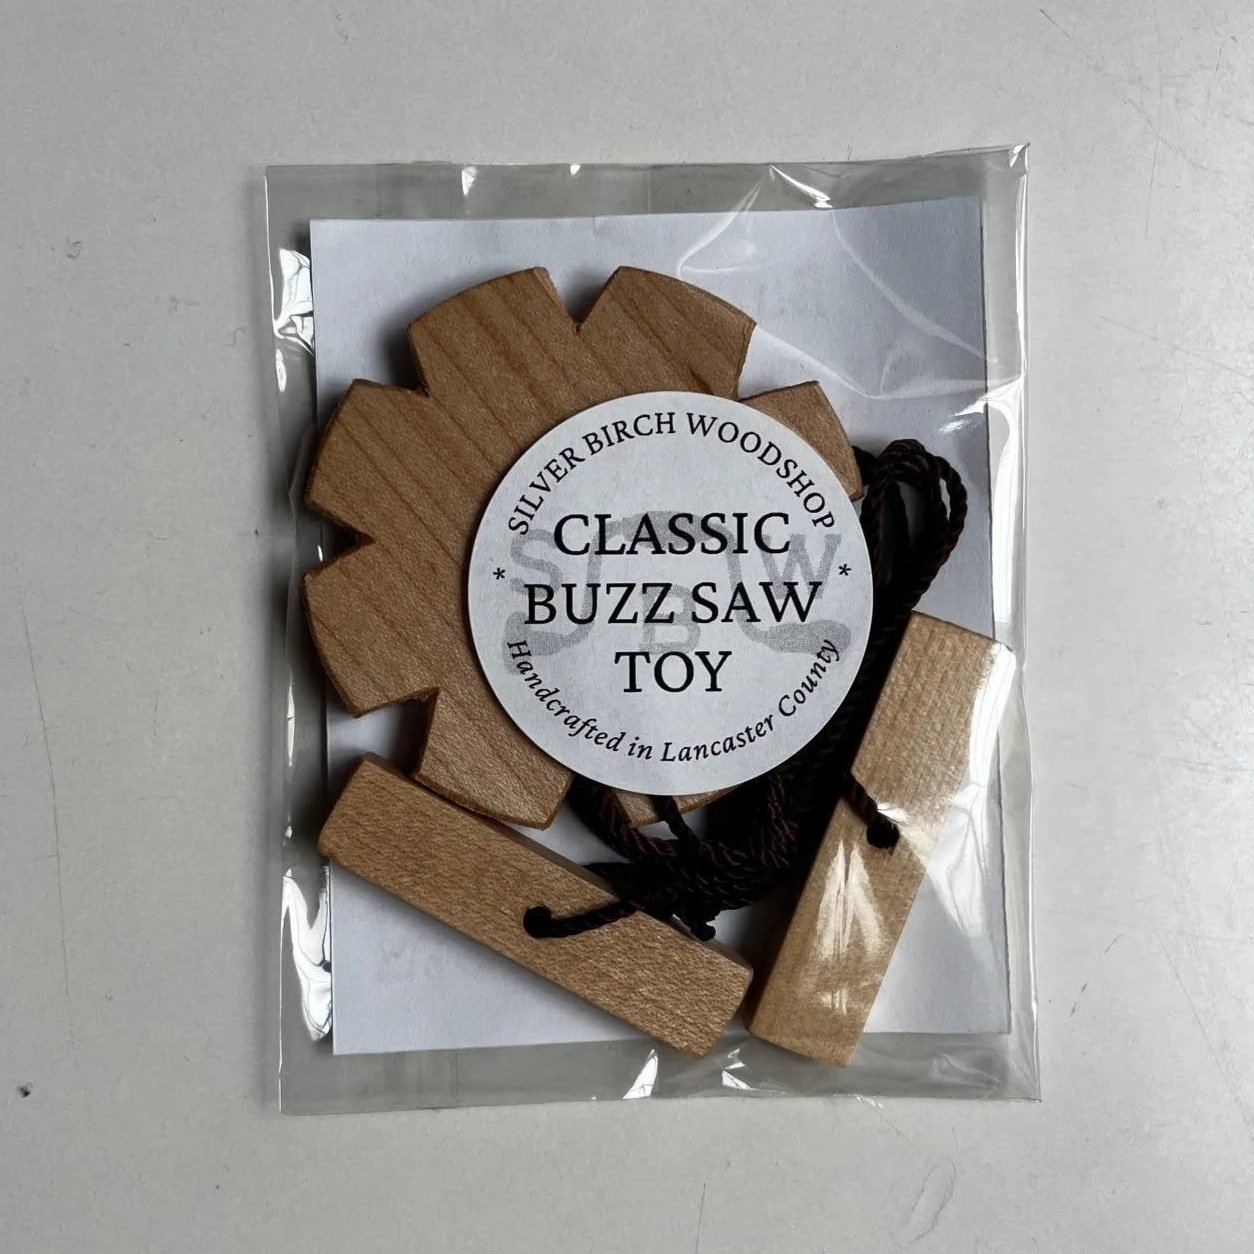 SILVER BIRCH WOODSHOP
CLASSIC
* BUZZ SAW *
TOY
Handcrafted in Lancaster County
S B W